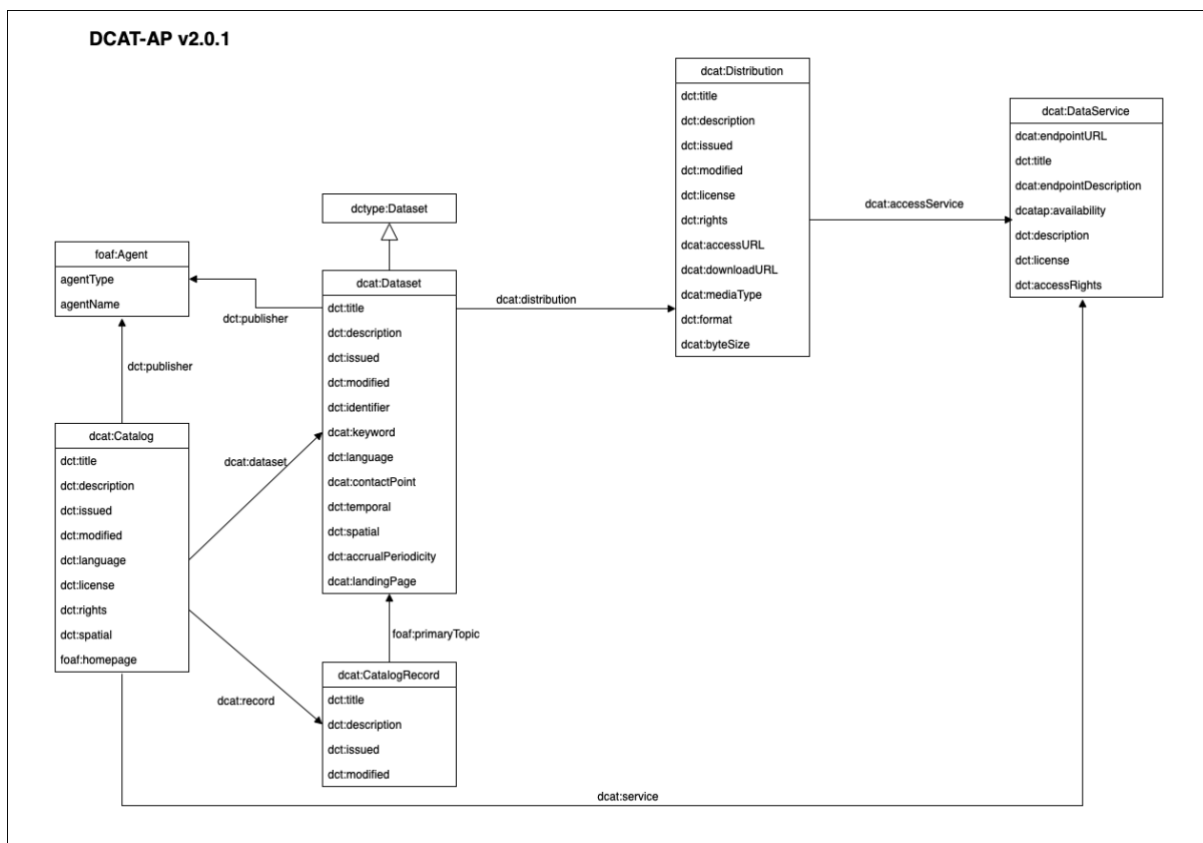 DCAT-AP v2.0.1
dcat:Distribution
dct:title
dct:description
dct:issued
dct:modified
dct:license
dct:rights
dcat:accessURL
dcat:downloadURL
dcat:mediaType
dct:format
dcat:byteSize
dcat:accessService
dcat:DataService
dcat:endpointURL
dct:title
dcat:endpointDescription
dcatap:availability
dct:description
dct:license
dct:accessRights
dctype:Dataset
foaf:Agent
agentType
agentName
dct:publisher
dcat:Dataset
dct:title
dct:description
dct:issued
dct:modified
dct:identifier
dcat:keyword
dct:language
dcat:contactPoint
dct:temporal
dct:spatial
dct:accrualPeriodicity
dcat:landingPage
dcat:distribution
dct:publisher
dcat:Catalog
dct:title
dct:description
dct:issued
dct:modified
dct:language
dct:license
dct:rights
dct:spatial
foaf:homepage
dcat:dataset
foaf:primaryTopic
dcat:record
dcat:CatalogRecord
dct:title
dct:description
dct:issued
dct:modified
dcat:service